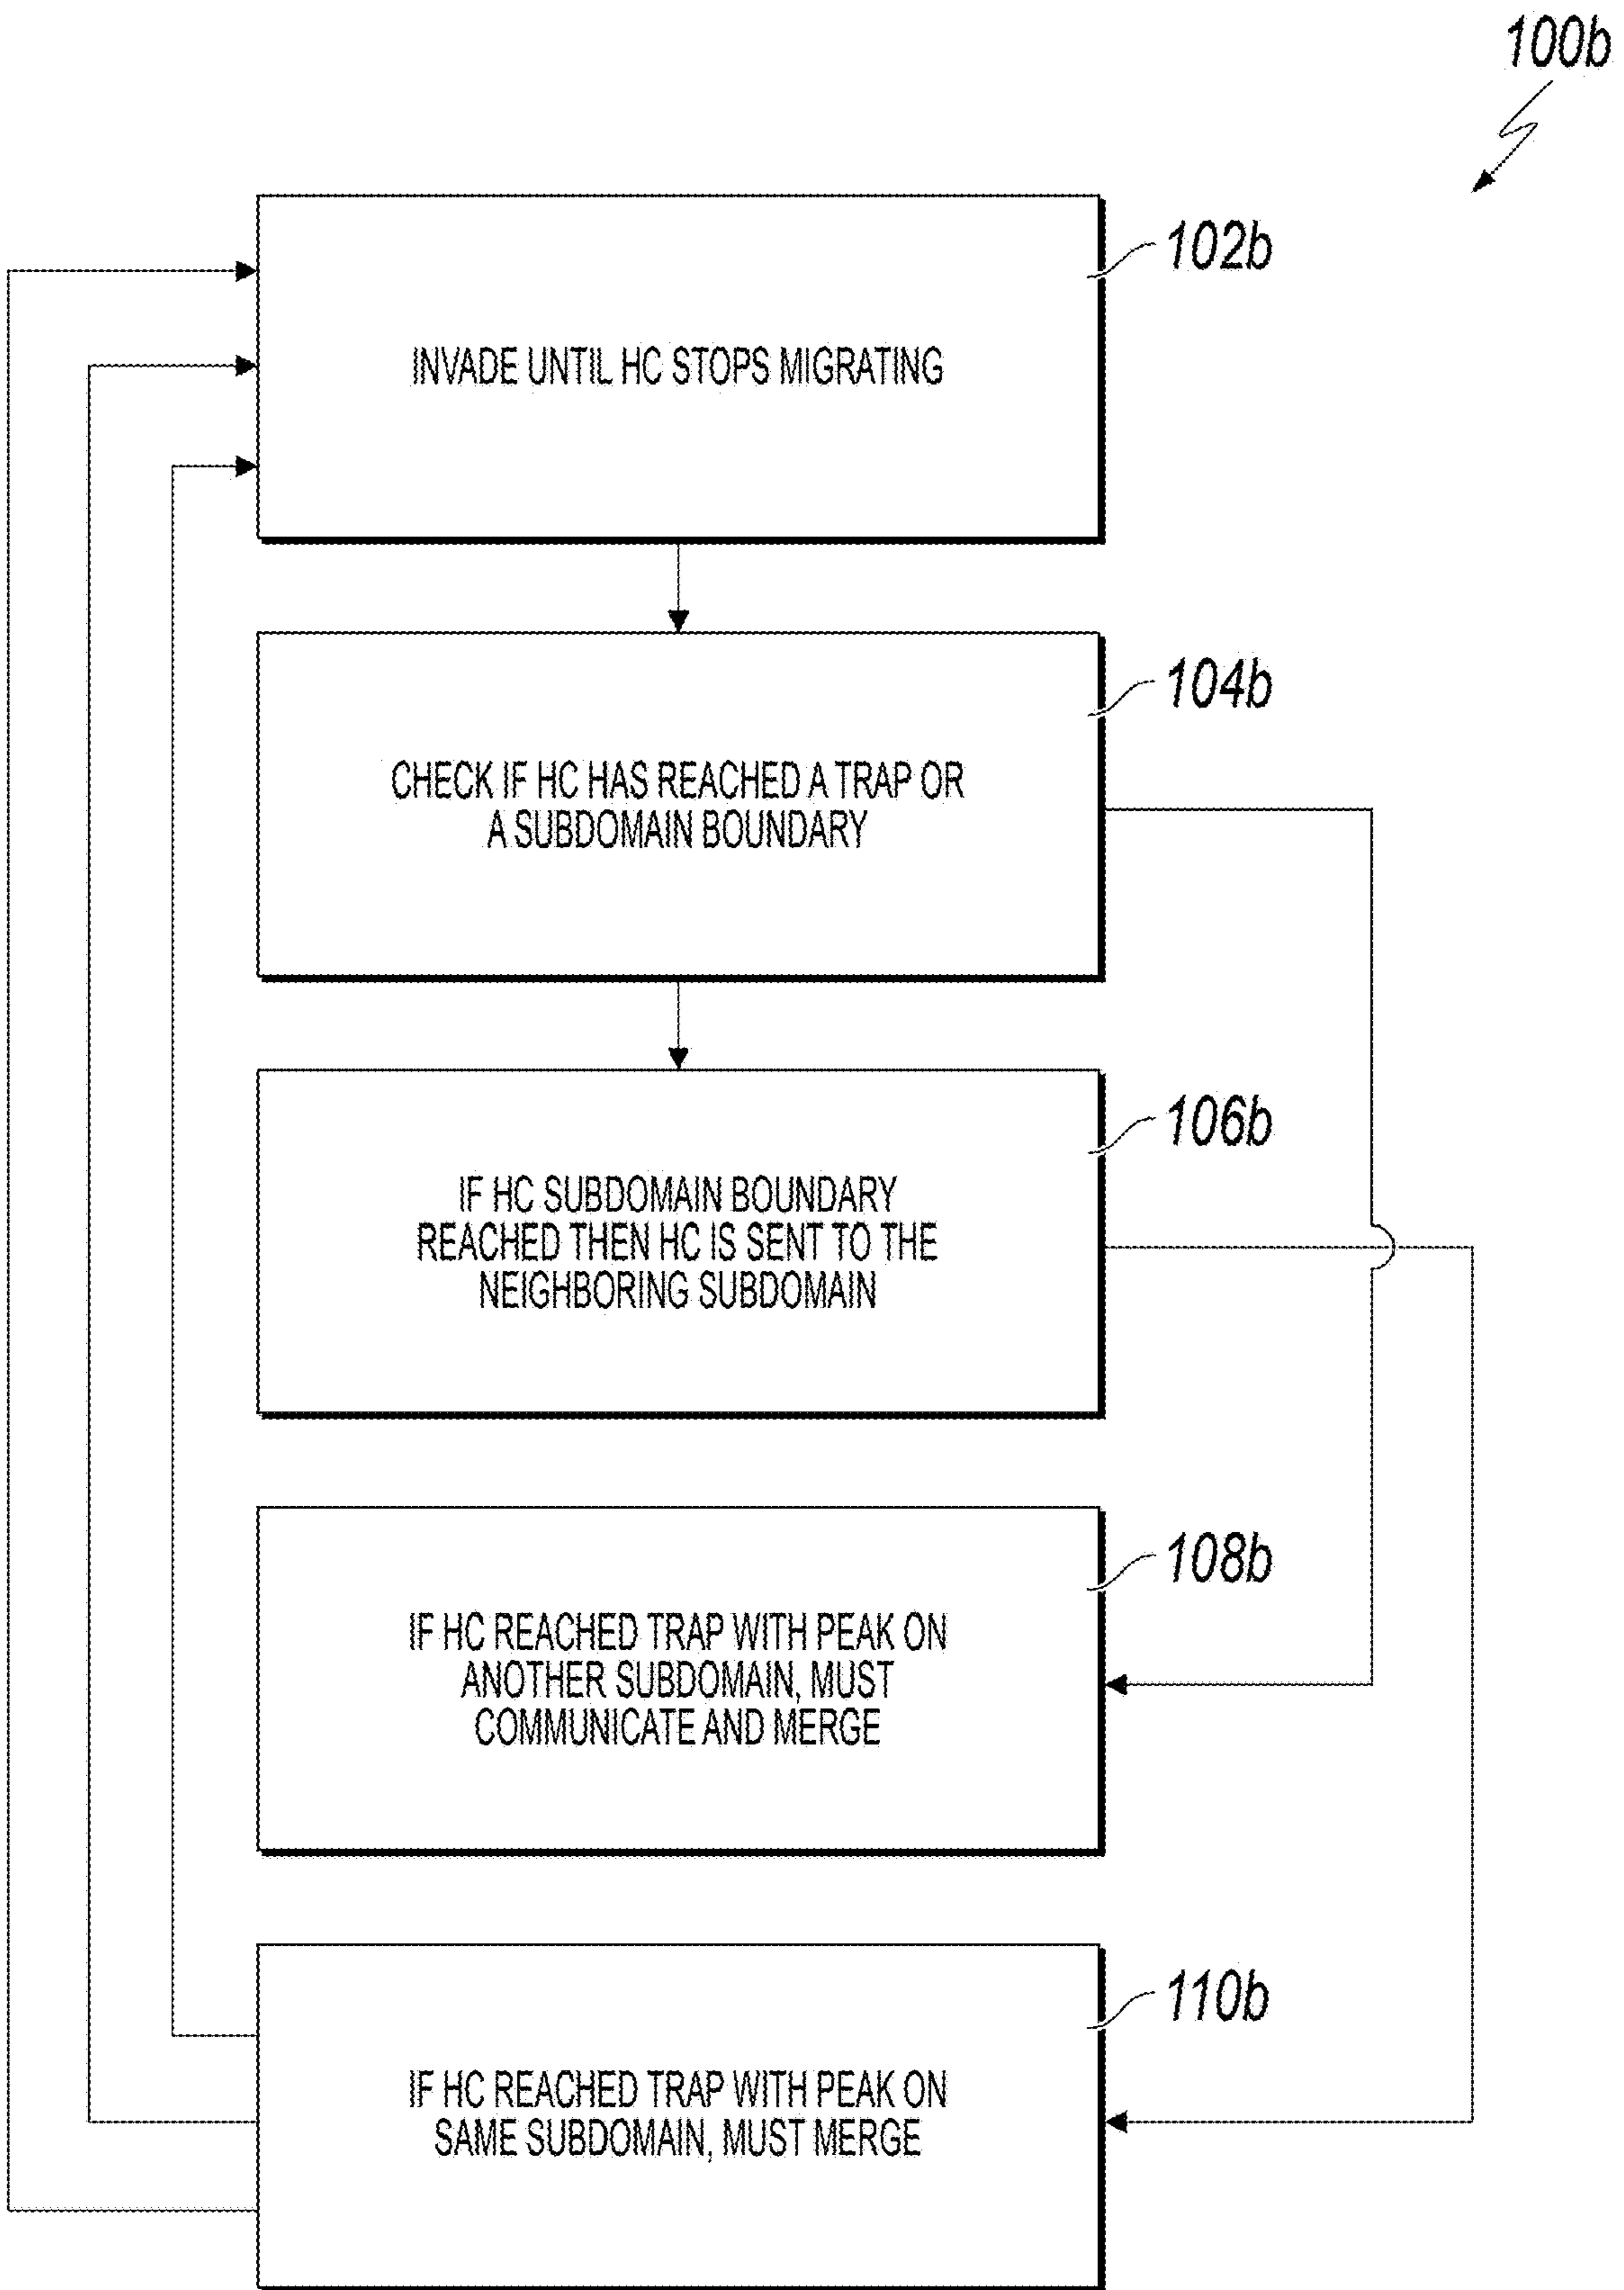 100b
102b
INVADE UNTIL HC STOPS MIGRATING
104b
CHECK IF HC HAS REACHED A TRAP OR
A SUBDOMAIN BOUNDARY
106b
IF HC SUBDOMAIN BOUNDARY
REACHED THEN HC IS SENT TO THE
NEIGHBORING SUBDOMAIN
108b
IF HC REACHED TRAP WITH PEAK ON
ANOTHER SUBDOMAIN, MUST
COMMUNICATE AND MERGE
110b
IF HC REACHED TRAP WITH PEAK ON
SAME SUBDOMAIN, MUST MERGE